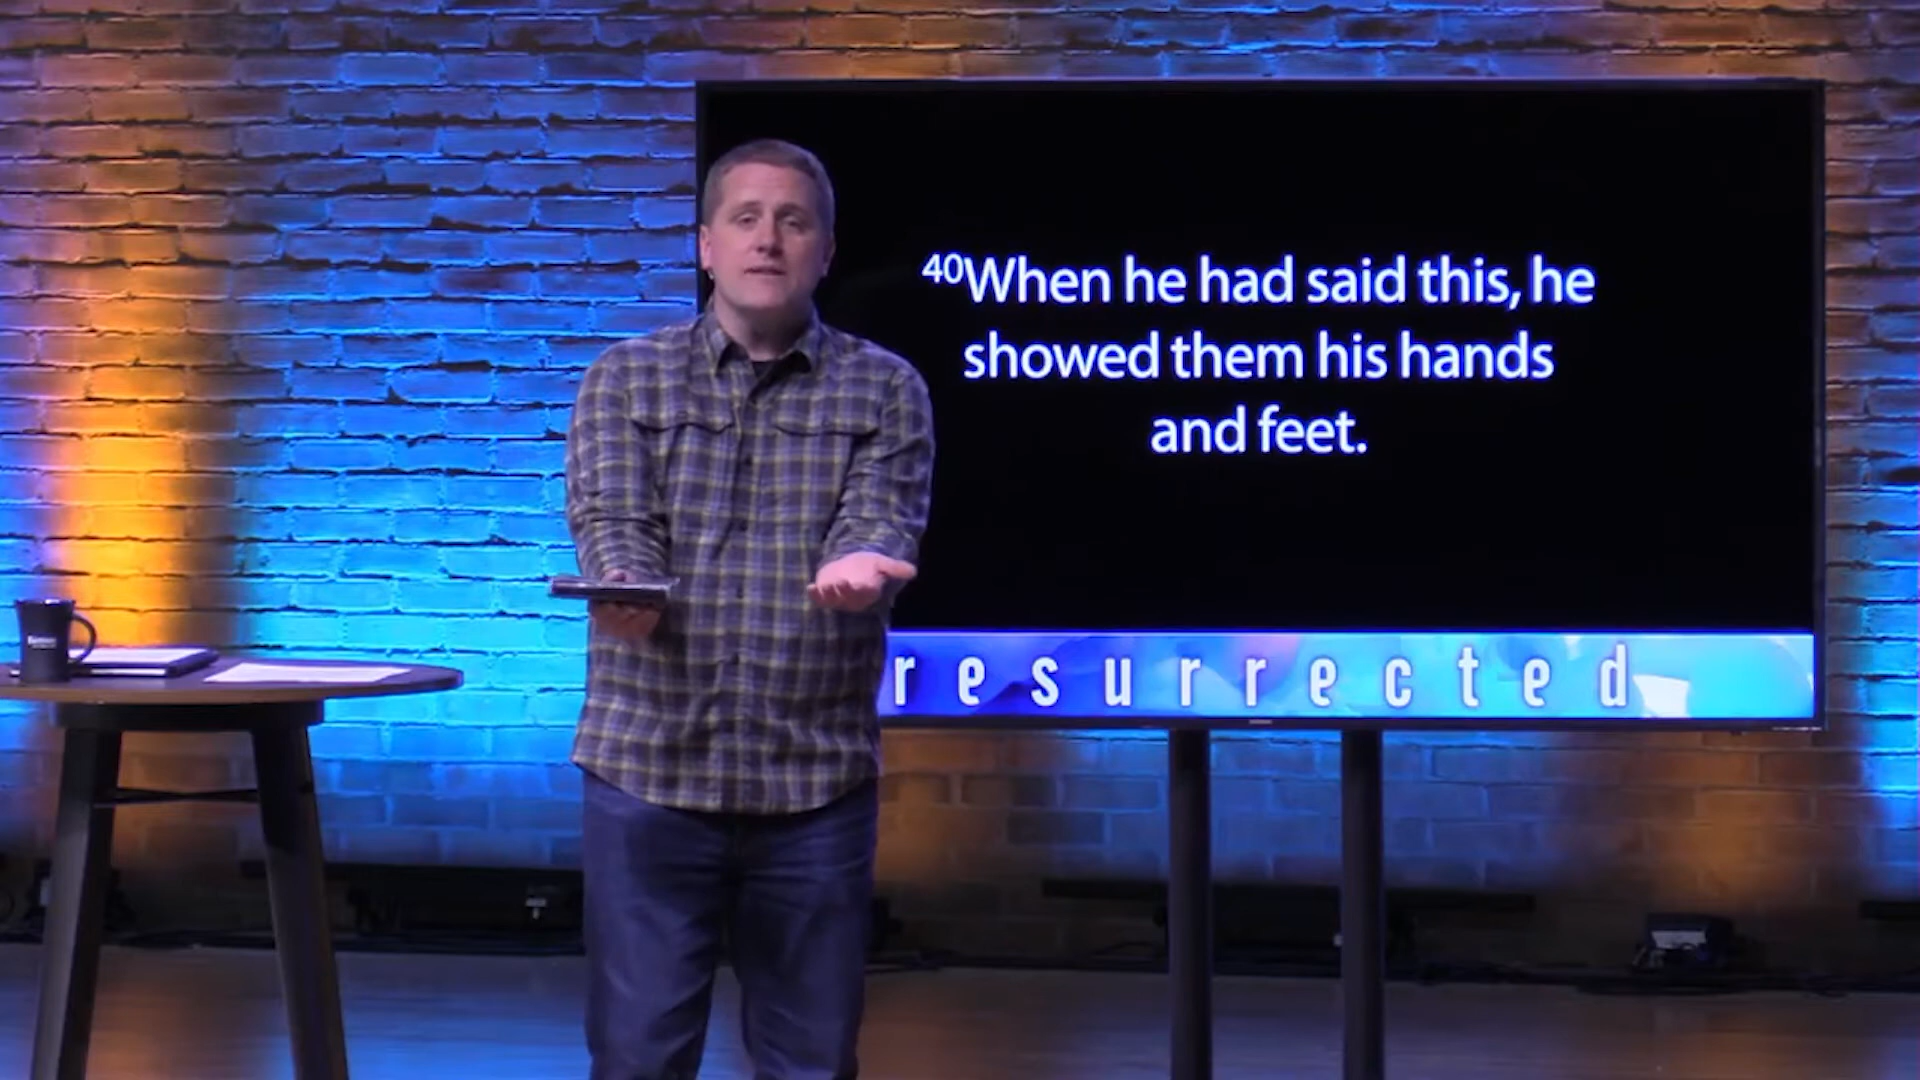 ⁴⁰When he had said this, he
showed them his hands
and feet.
resurrected